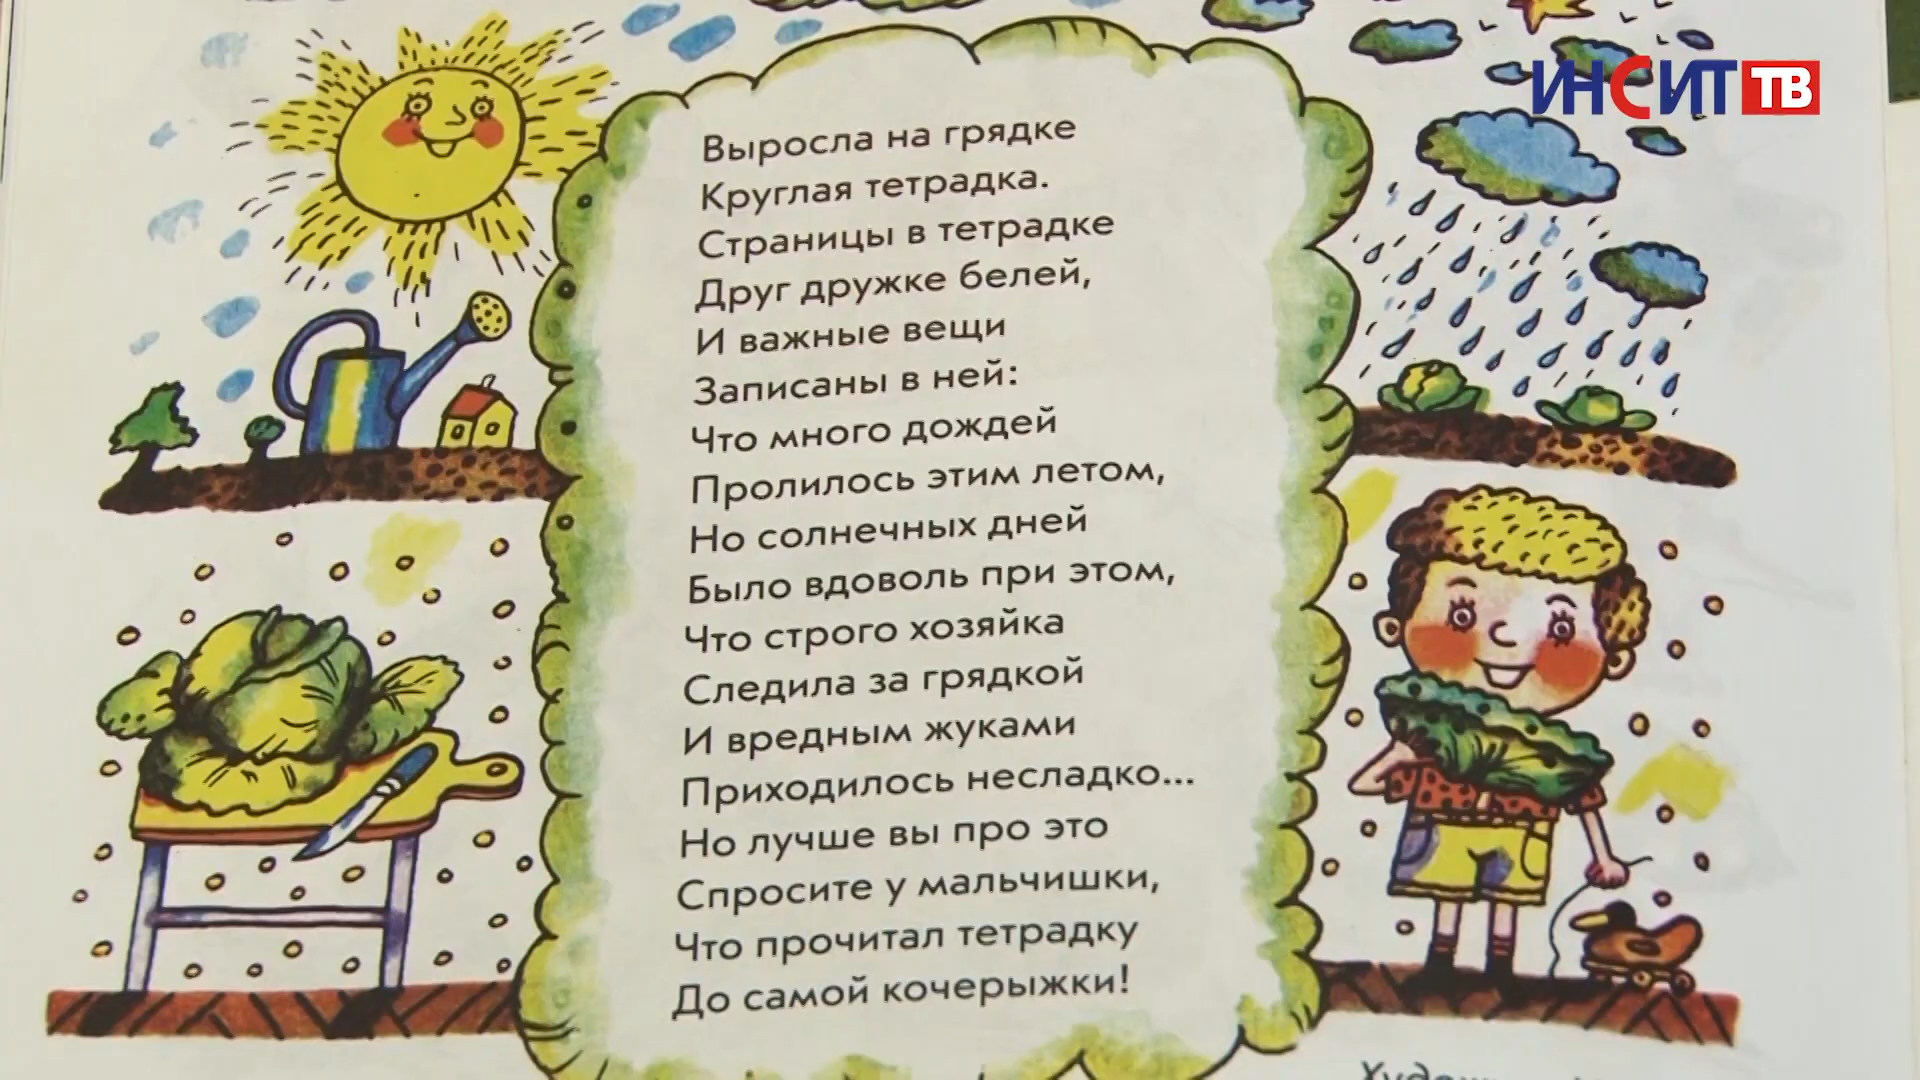 ИНСИТ ТВ
Выросла на грядке
Круглая тетрадка.
Страницы в тетрадке
Друг дружке белей,
И важные вещи
Записаны в ней:
Что много дождей
Пролилось этим летом,
Но солнечных дней
Было вдоволь при этом,
Что строго хозяйка
Следила за грядкой
И вредным жукам
Приходилось несладко...
Но лучше вы про это
Спросите у мальчишки,
Что прочитал тетрадку
До самой кочерыжки!